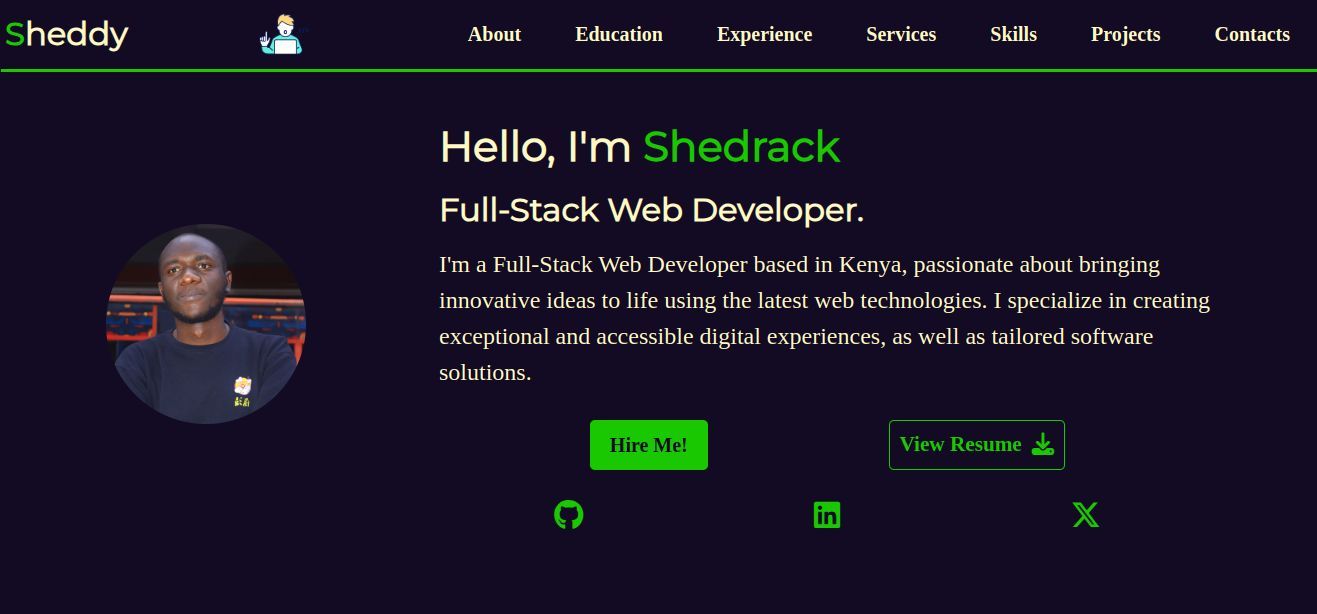 Sheddy
About Education Experience Services Skills Projects Contacts
Hello, I'm Shedrack
Full-Stack Web Developer.
I'm a Full-Stack Web Developer based in Kenya, passionate about bringing
innovative ideas to life using the latest web technologies. I specialize in creating
exceptional and accessible digital experiences, as well as tailored software
solutions.
Hire Me! View Resume